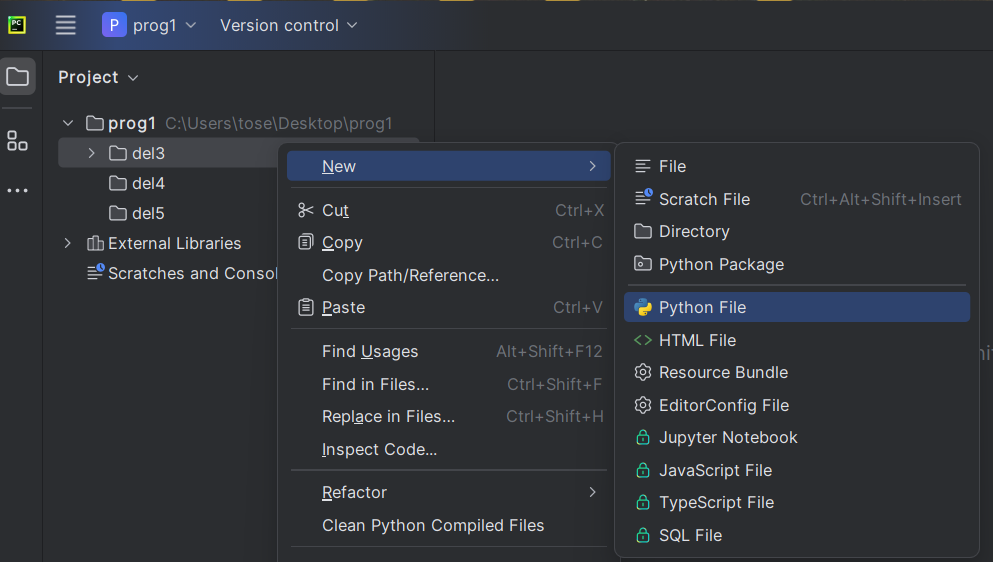 PC
P prog1 Version control
Project
prog1 C:\Users\tose\Desktop\prog1
del3
del4
del5
External Libraries
Scratches and Consol
New
Cut Ctrl+X
Copy Ctrl+C
Copy Path/Reference...
Paste Ctrl+V
Find Usages Alt+Shift+F12
Find in Files... Ctrl+Shift+F
Replace in Files... Ctrl+Shift+H
Inspect Code...
Refactor
Clean Python Compiled Files
File
Scratch File Ctrl+Alt+Shift+Insert
Directory
Python Package
Python File
HTML File
Resource Bundle
EditorConfig File
Jupyter Notebook
JavaScript File
TypeScript File
SQL File